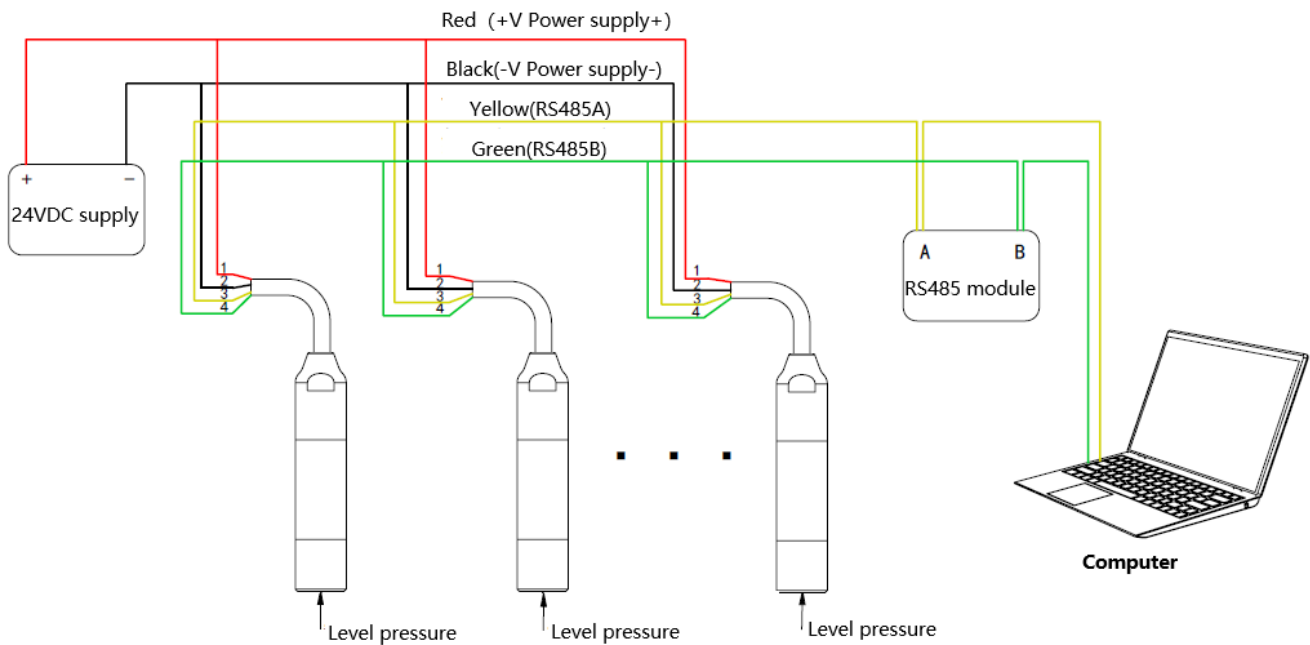 Red（+V Power supply+）
Black(-V Power supply-)
Yellow(RS485A)
Green(RS485B)
+ −
24VDC supply
A B
RS485 module
1
2
3
4
1
2
3
4
1
2
3
4
Computer
Level pressure
Level pressure
Level pressure